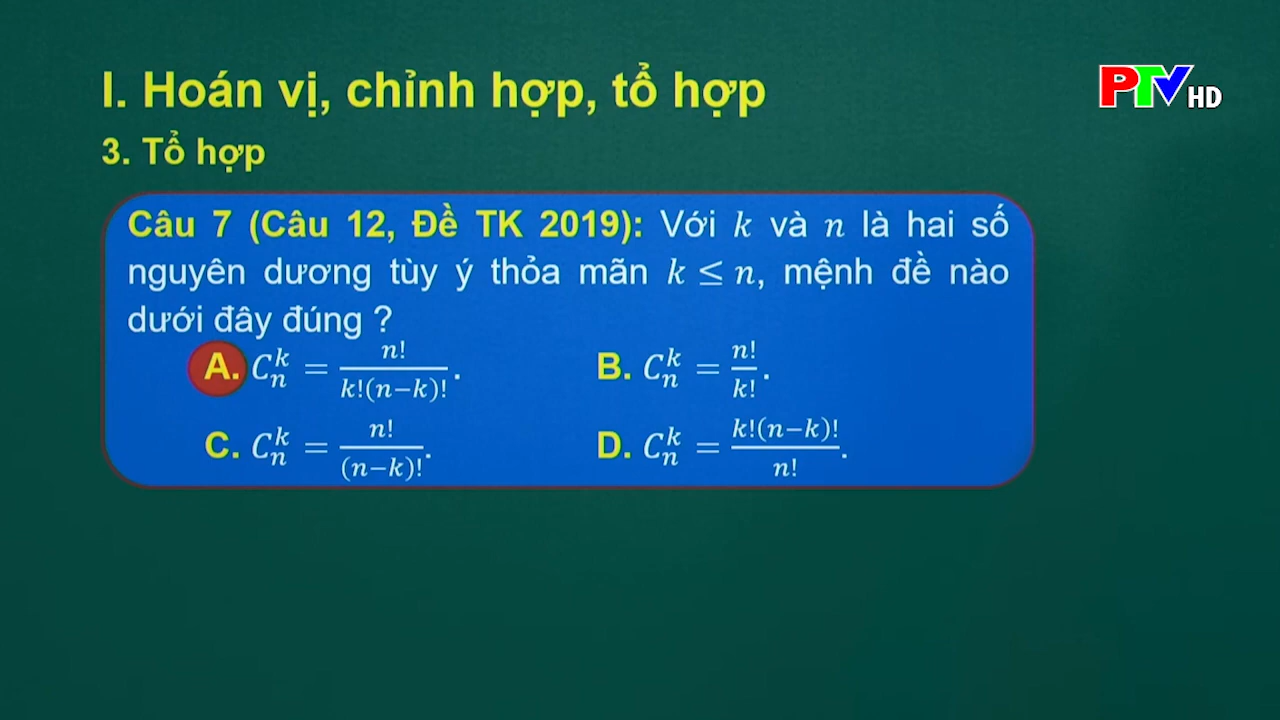 I. Hoán vị, chỉnh hợp, tổ hợp
PTV HD
3. Tổ hợp
Câu 7 (Câu 12, Đề TK 2019): Với k và n là hai số
nguyên dương tùy ý thỏa mãn k ≤ n, mệnh đề nào
dưới đây đúng ?
A. C_n^k = n!/(k!(n−k)!). B. C_n^k = n!/k!.
C. C_n^k = n!/(n−k)!. D. C_n^k = k!(n−k)!/n!.